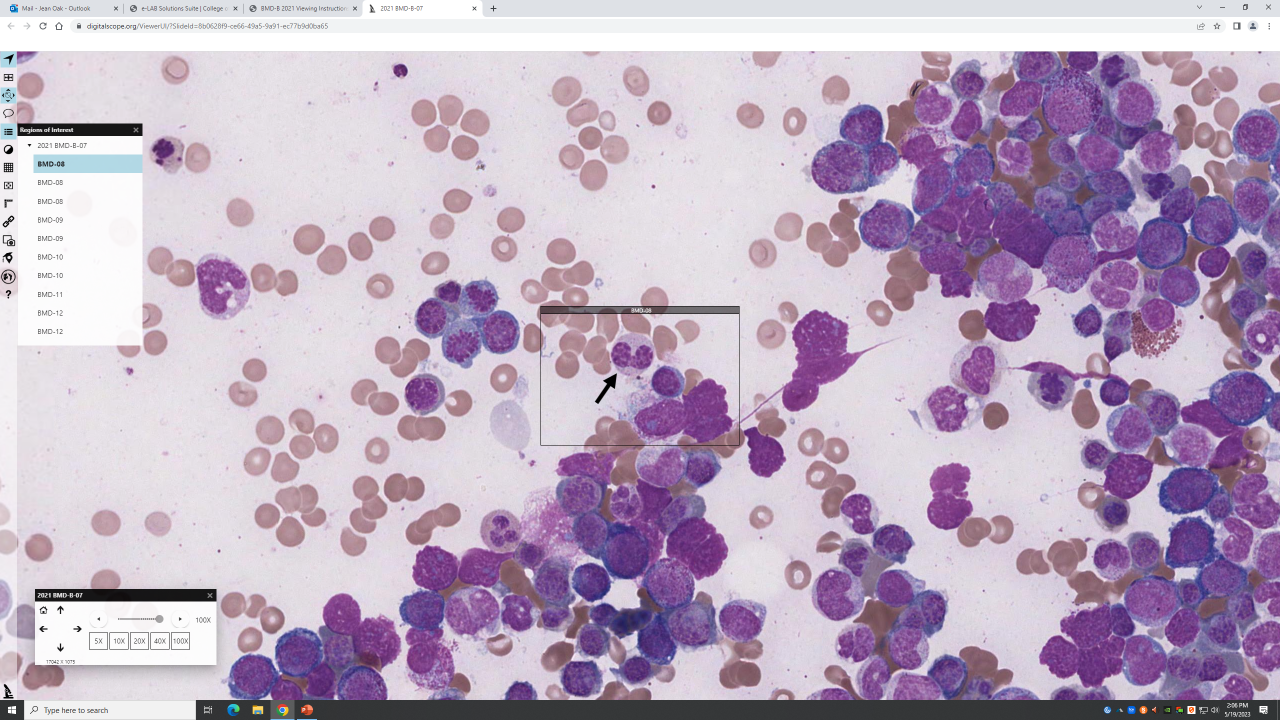 Mail - Jean Oak - Outlook
e-LAB Solutions Suite | College o
BMD-B 2021 Viewing Instruction
2021 BMD-B-07
digitalscope.org/ViewerUI/?SlideId=8b0628f9-ce66-49a5-9a91-ec77b9d0ba65
Regions of Interest
2021 BMD-B-07
BMD-08
BMD-08
BMD-08
BMD-09
BMD-09
BMD-10
BMD-10
BMD-11
BMD-12
BMD-12
BMD-08
2021 BMD-B-07
100X
5X 10X 20X 40X 100X
17042 X 1075
Type here to search
2:06 PM
5/19/2023